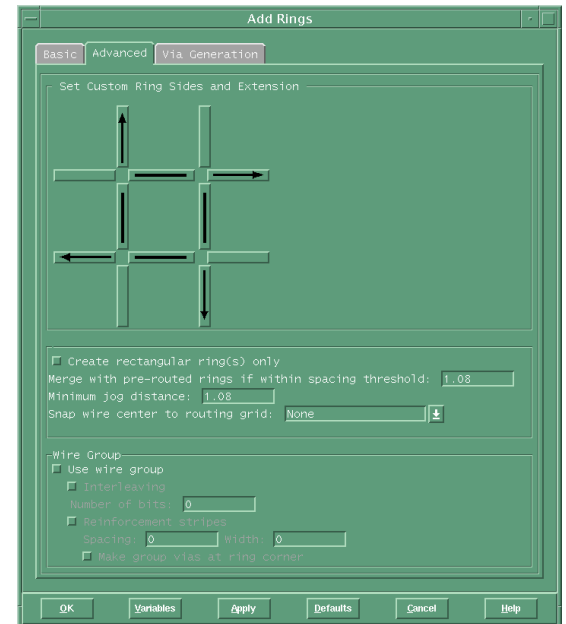 Add Rings
Basic Advanced Via Generation
Set Custom Ring Sides and Extension
Create rectangular ring(s) only
Merge with pre-routed rings if within spacing threshold: 1.08
Minimum jog distance: 1.08
Snap wire center to routing grid: None
Wire Group
Use wire group
Interleaving
Number of bits: 0
Reinforcement stripes
Spacing: 0 Width: 0
Make group vias at ring corner
OK Variables Apply Defaults Cancel Help